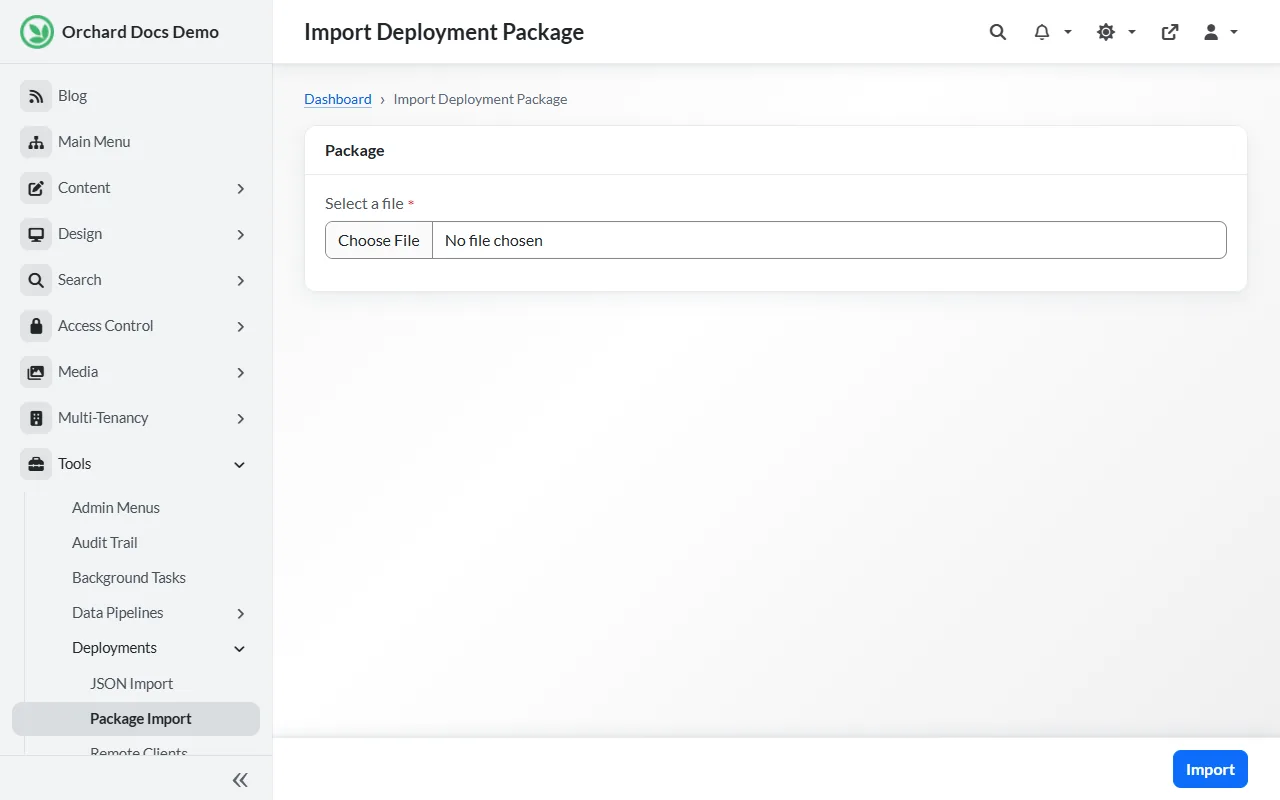 Orchard Docs Demo
Import Deployment Package
Blog
Main Menu
Content
Design
Search
Access Control
Media
Multi-Tenancy
Tools
Admin Menus
Audit Trail
Background Tasks
Data Pipelines
Deployments
JSON Import
Package Import
Remote Clients
Dashboard › Import Deployment Package
Package
Select a file *
Choose File No file chosen
Import